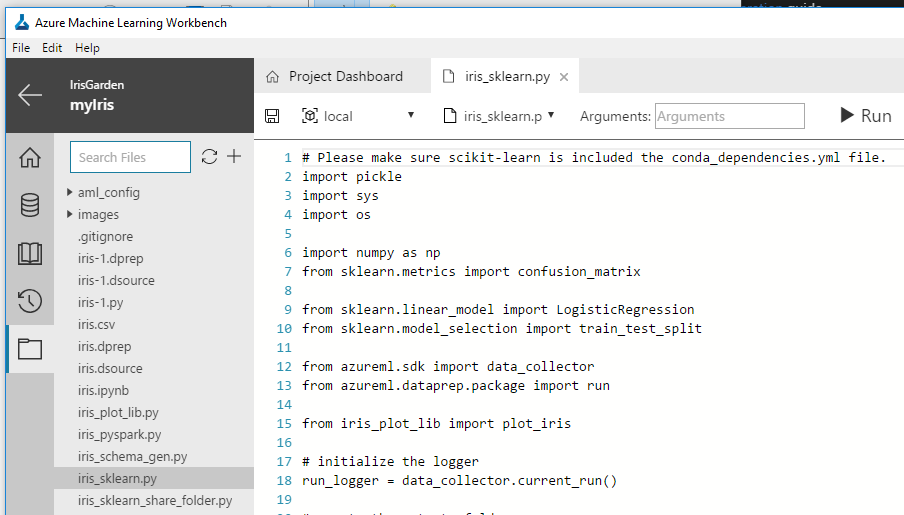 ration guide
Azure Machine Learning Workbench
File Edit Help
IrisGarden
myIris
Project Dashboard
iris_sklearn.py
local
iris_sklearn.p
Arguments:
Arguments
Run
Search Files
aml_config
images
.gitignore
iris-1.dprep
iris-1.dsource
iris-1.py
iris.csv
iris.dprep
iris.dsource
iris.ipynb
iris_plot_lib.py
iris_pyspark.py
iris_schema_gen.py
iris_sklearn.py
iris_sklearn_share_folder.py
1 # Please make sure scikit-learn is included the conda_dependencies.yml file.
2 import pickle
3 import sys
4 import os
5
6 import numpy as np
7 from sklearn.metrics import confusion_matrix
8
9 from sklearn.linear_model import LogisticRegression
10 from sklearn.model_selection import train_test_split
11
12 from azureml.sdk import data_collector
13 from azureml.dataprep.package import run
14
15 from iris_plot_lib import plot_iris
16
17 # initialize the logger
18 run_logger = data_collector.current_run()
19